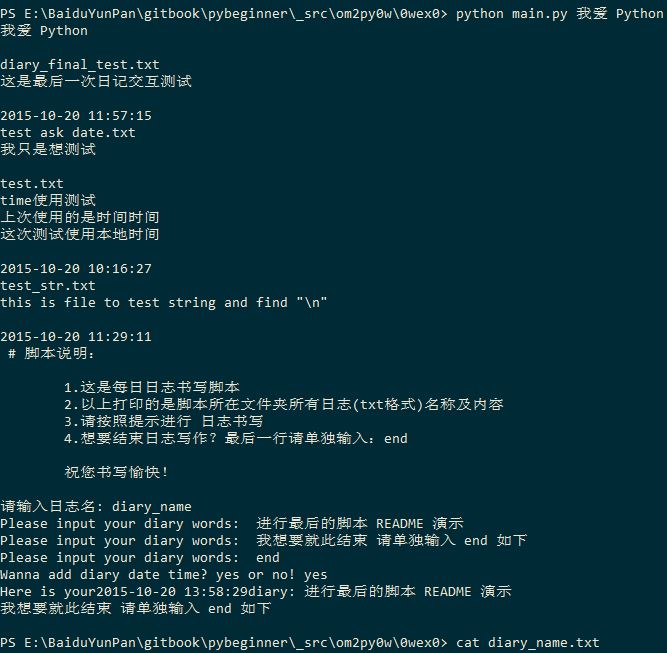 PS E:\BaiduYunPan\gitbook\pybeginner\_src\om2py0w\0wex0> python main.py 我爱 Python
我爱 Python
diary_final_test.txt
这是最后一次日记交互测试
2015-10-20 11:57:15
test ask date.txt
我只是想测试
test.txt
time使用测试
上次使用的是时间时间
这次测试使用本地时间
2015-10-20 10:16:27
test_str.txt
this is file to test string and find "\n"
2015-10-20 11:29:11
# 脚本说明：
1.这是每日日志书写脚本
2.以上打印的是脚本所在文件夹所有日志(txt格式)名称及内容
3.请按照提示进行 日志书写
4.想要结束日志写作？最后一行请单独输入：end
祝您书写愉快！
请输入日志名: diary_name
Please input your diary words:  进行最后的脚本 README 演示
Please input your diary words:  我想要就此结束 请单独输入 end 如下
Please input your diary words:  end
Wanna add diary date time? yes or no! yes
Here is your2015-10-20 13:58:29diary: 进行最后的脚本 README 演示
我想要就此结束 请单独输入 end 如下
PS E:\BaiduYunPan\gitbook\pybeginner\_src\om2py0w\0wex0> cat diary_name.txt